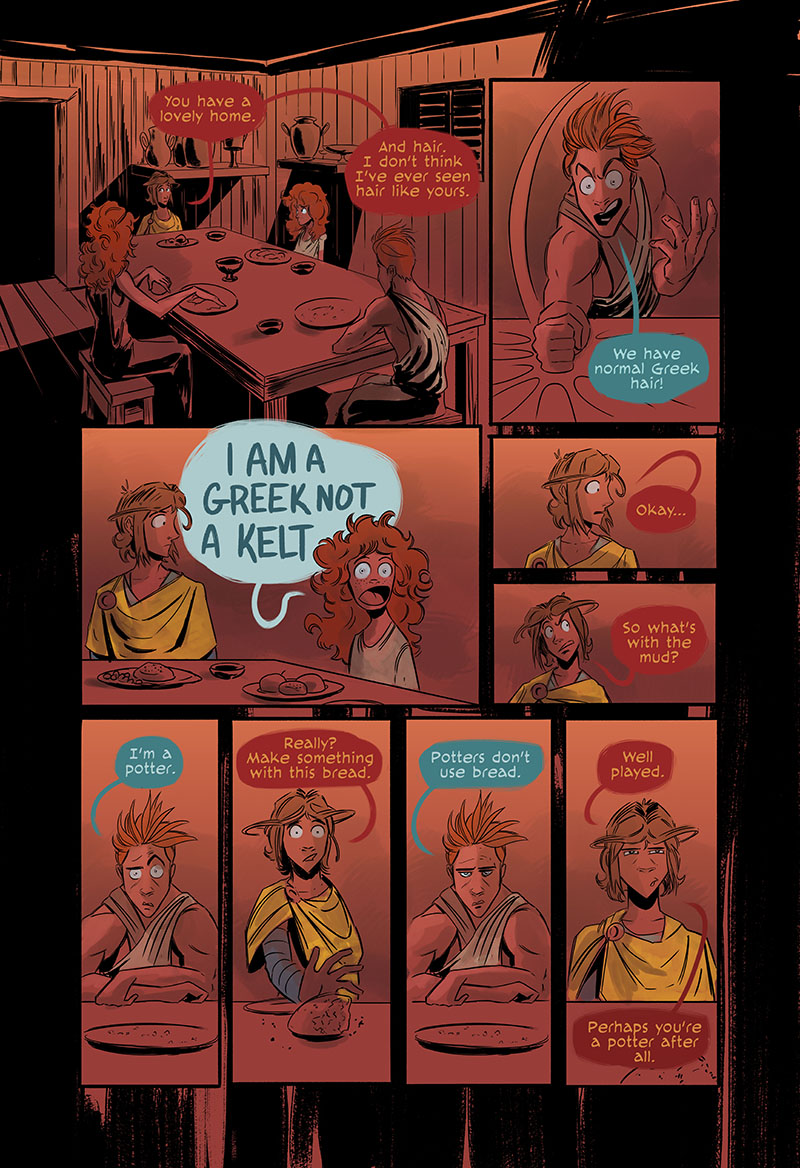 You have a
lovely home.
And hair.
I don't think
I've ever seen
hair like yours.
We have
normal Greek
hair!
I AM A
GREEK NOT
A KELT
Okay...
So what's
with the
mud?
I'm a
potter.
Really?
Make something
with this bread.
Potters don't
use bread.
Well
played.
Perhaps you're
a potter after
all.